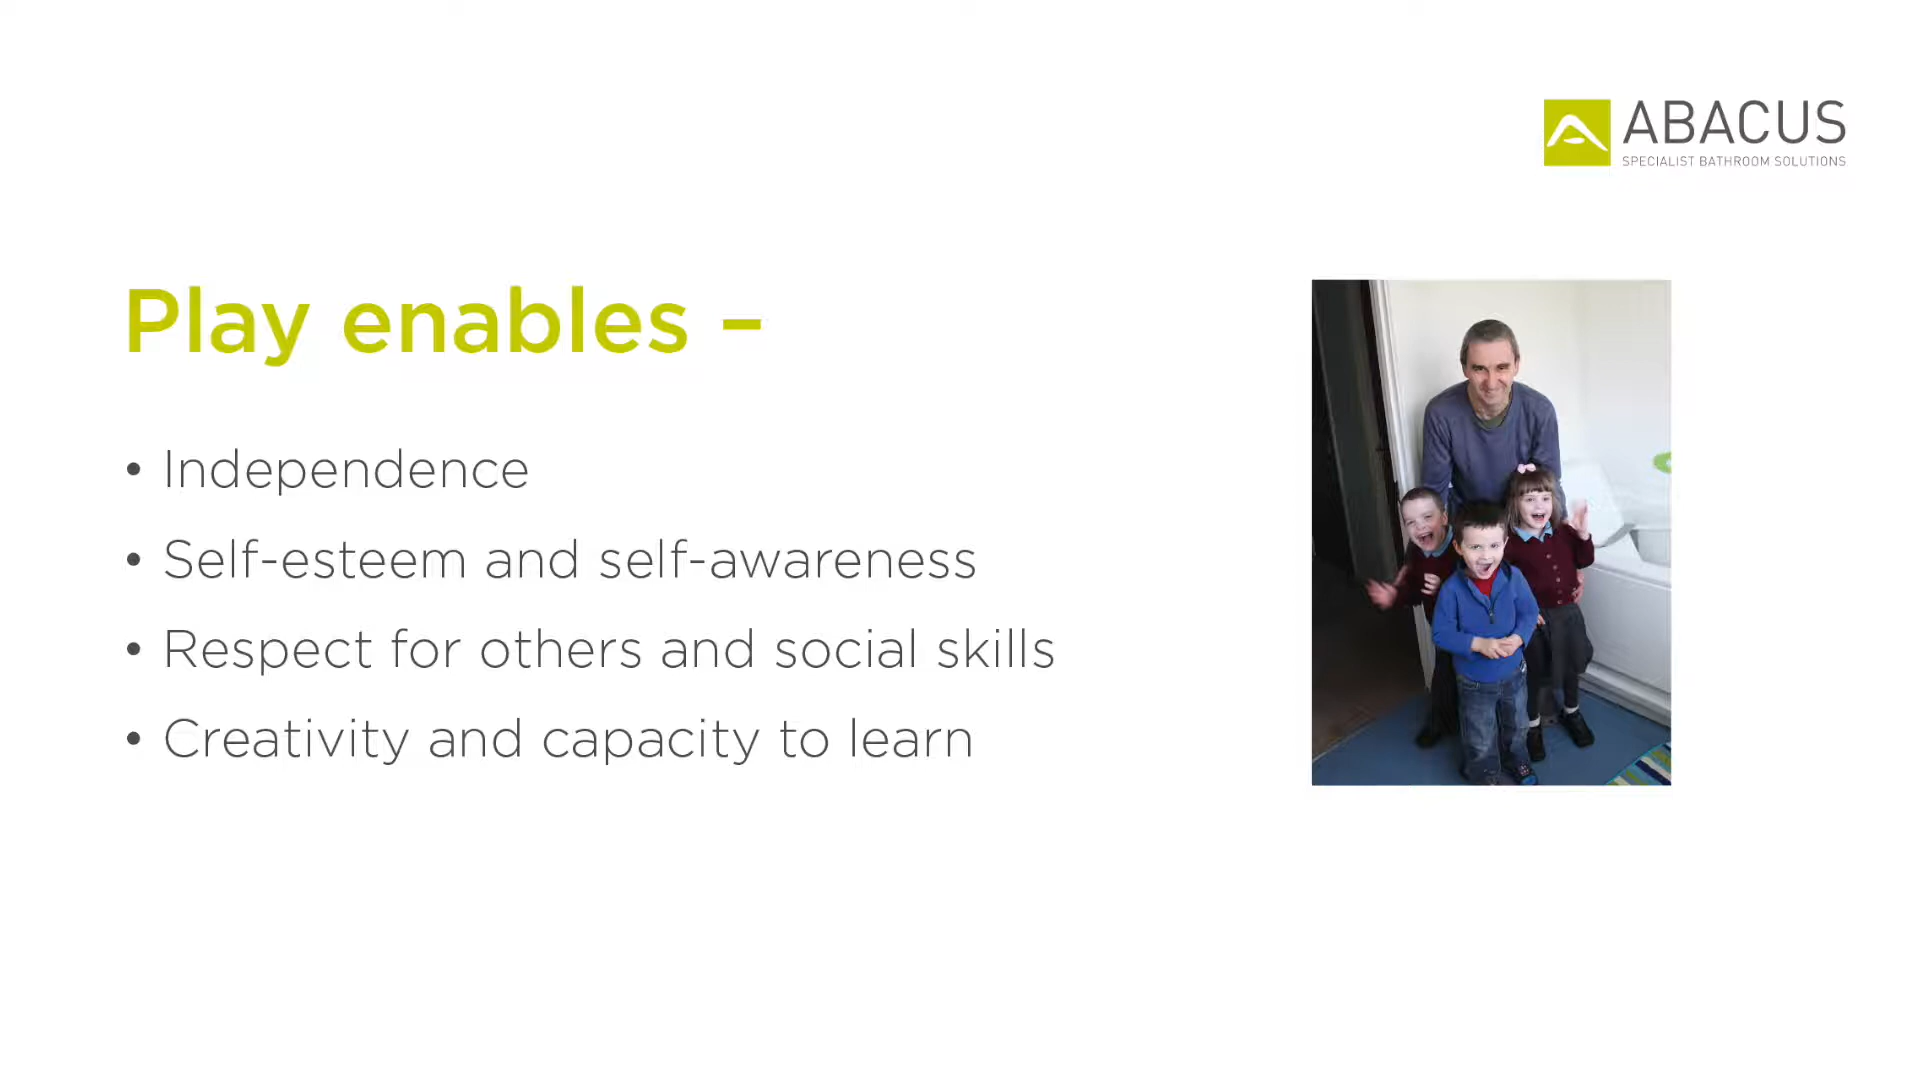 ABACUS
SPECIALIST BATHROOM SOLUTIONS
Play enables –
• Independence
• Self-esteem and self-awareness
• Respect for others and social skills
• Creativity and capacity to learn